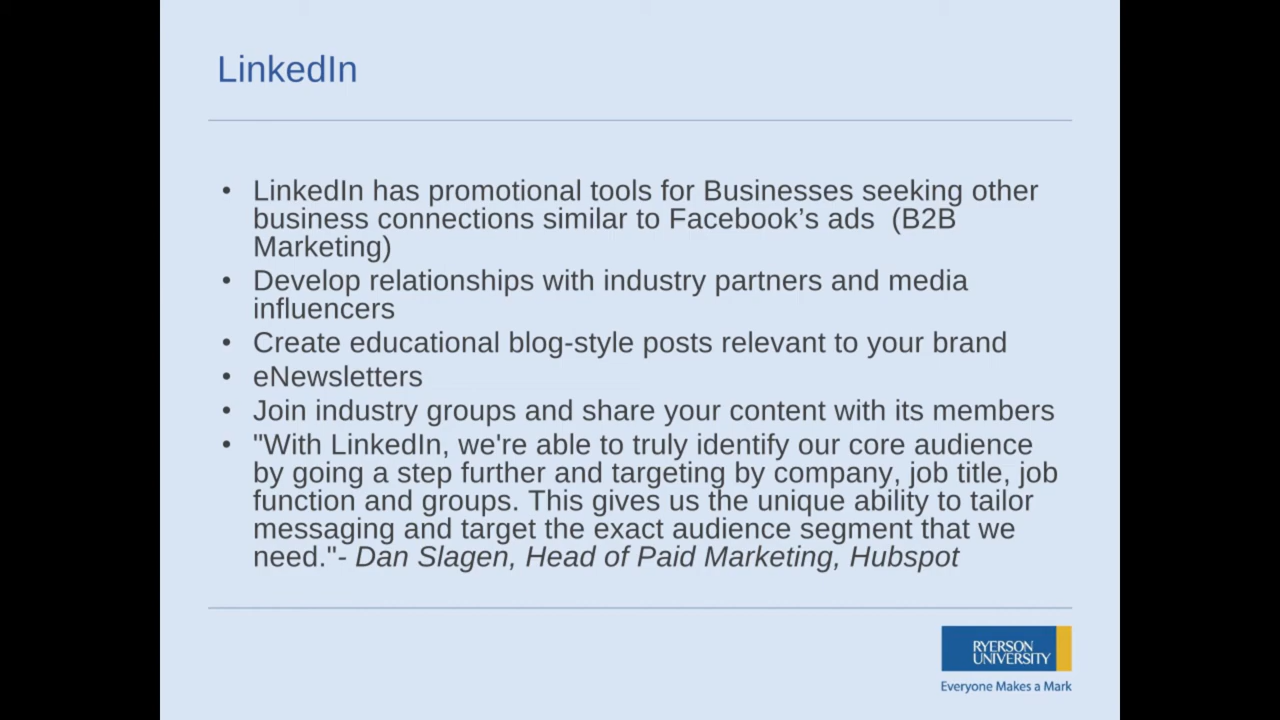 LinkedIn
• LinkedIn has promotional tools for Businesses seeking other
business connections similar to Facebook’s ads  (B2B
Marketing)
• Develop relationships with industry partners and media
influencers
• Create educational blog-style posts relevant to your brand
• eNewsletters
• Join industry groups and share your content with its members
• "With LinkedIn, we're able to truly identify our core audience
by going a step further and targeting by company, job title, job
function and groups. This gives us the unique ability to tailor
messaging and target the exact audience segment that we
need."- Dan Slagen, Head of Paid Marketing, Hubspot
RYERSON
UNIVERSITY
Everyone Makes a Mark